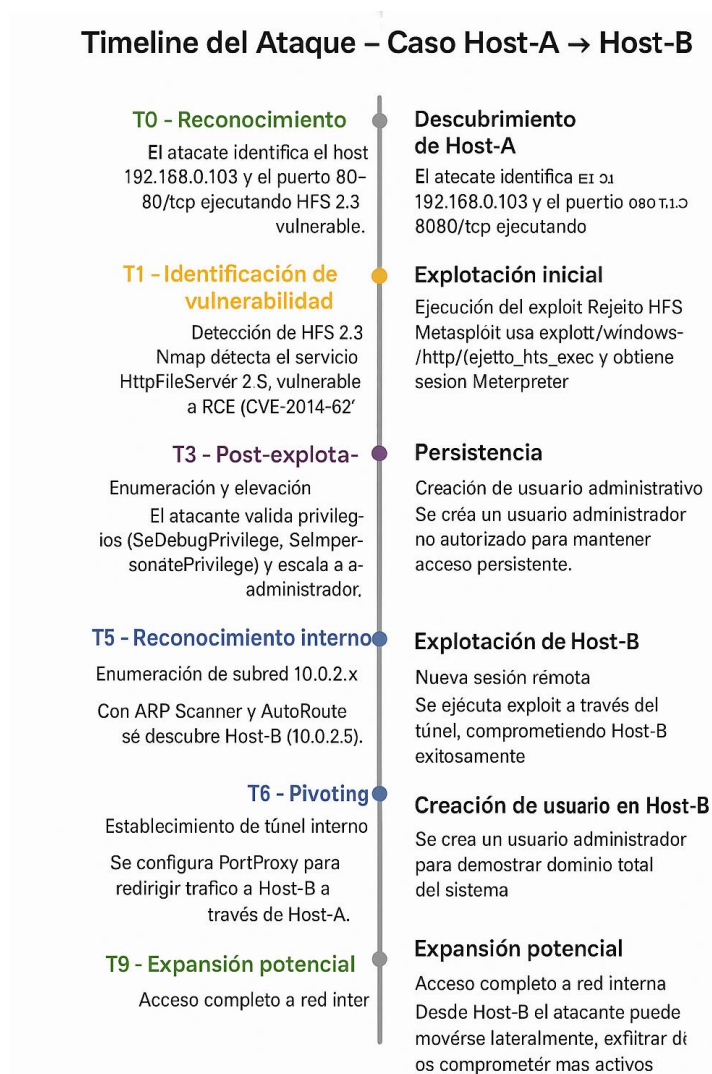 Timeline del Ataque – Caso Host-A → Host-B
T0 - Reconocimiento
El atacate identifica el host
192.168.0.103 y el puerto 80–
80/tcp ejecutando HFS 2.3
vulnerable.
Descubrimiento
de Host-A
El atecate identifica
192.168.0.103 y el puertio
8080/tcp ejecutando
T1 – Identificación de
vulnerabilidad
Detección de HFS 2.3
Nmap détecta el servicio
HttpFileServér 2.S, vulnerable
a RCE (CVE-2014-62'
Explotación inicial
Ejecución del exploit Rejeito HFS
Metasplóit usa explott/windows-
/http/(ejetto_hts_exec y obtiene
sesion Meterpreter
T3 - Post-explota-
Enumeración y elevación
El atacante valida privileg-
ios (SeDebugPrivilege, SeImper-
sonátePrivilege) y escala a a-
administrador.
Persistencia
Creación de usuario administrativo
Se créa un usuario administrador
no autorizado para mantener
acceso persistente.
T5 - Reconocimiento interno
Enumeración de subred 10.0.2.x
Con ARP Scanner y AutoRoute
sé descubre Host-B (10.0.2.5).
Explotación de Host-B
Nueva sesión rémota
Se ejécuta exploit a través del
túnel, comprometiendo Host-B
exitosamente
T6 - Pivoting
Establecimiento de túnel interno
Se configura PortProxy para
redirigir trafico a Host-B a
través de Host-A.
Creación de usuario en Host-B
Se crea un usuario administrador
para demostrar dominio total
del sistema
T9 - Expansión potencial
Acceso completo a red inter
Expansión potencial
Acceso completo a red interna
Desde Host-B el atacante puede
movérse lateralmente, exfiitrar
os comprometér mas activos